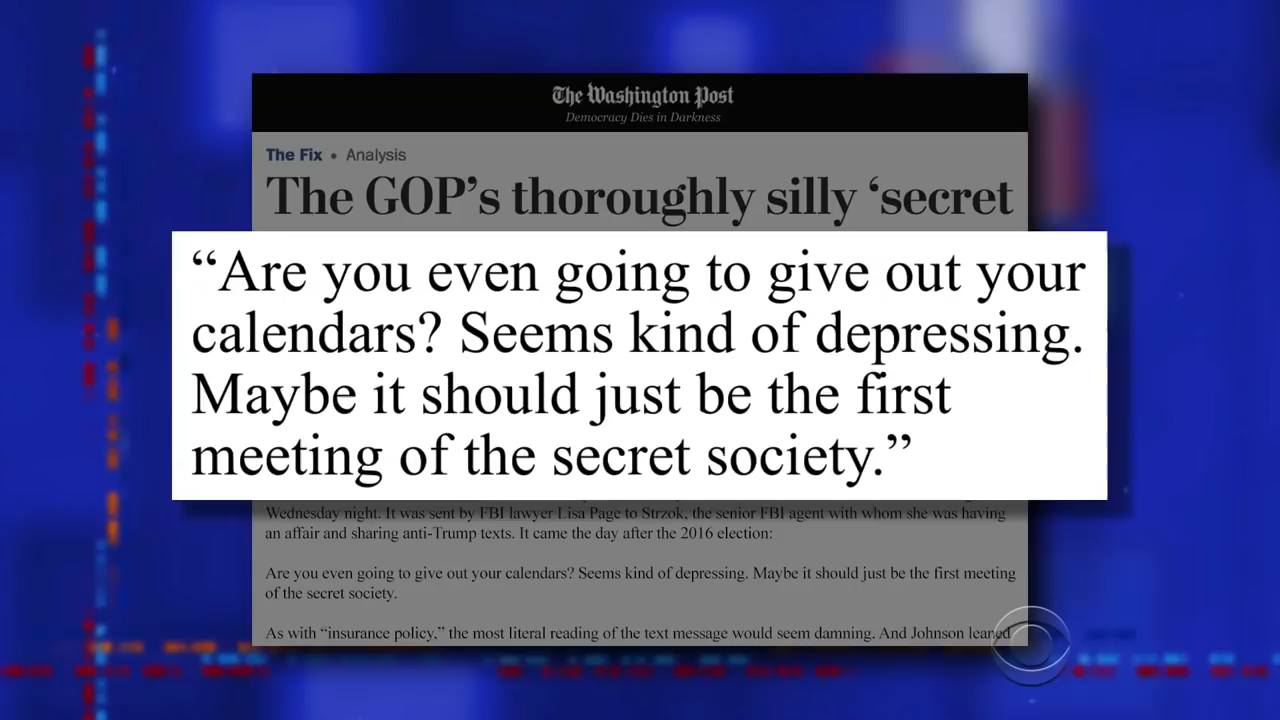 The Washington Post
Democracy Dies in Darkness
The Fix • Analysis
The GOP’s thoroughly silly ‘secret
“Are you even going to give out your
calendars? Seems kind of depressing.
Maybe it should just be the first
meeting of the secret society.”
Wednesday night. It was sent by FBI lawyer Lisa Page to Strzok, the senior FBI agent with whom she was having
an affair and sharing anti-Trump texts. It came the day after the 2016 election:
Are you even going to give out your calendars? Seems kind of depressing. Maybe it should just be the first meeting
of the secret society.
As with “insurance policy,” the most literal reading of the text message would seem damning. And Johnson leaned